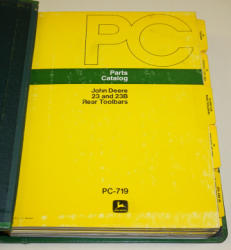 PC
Parts
Catalog
John Deere
23 and 23B
Rear Toolbars
PC-719